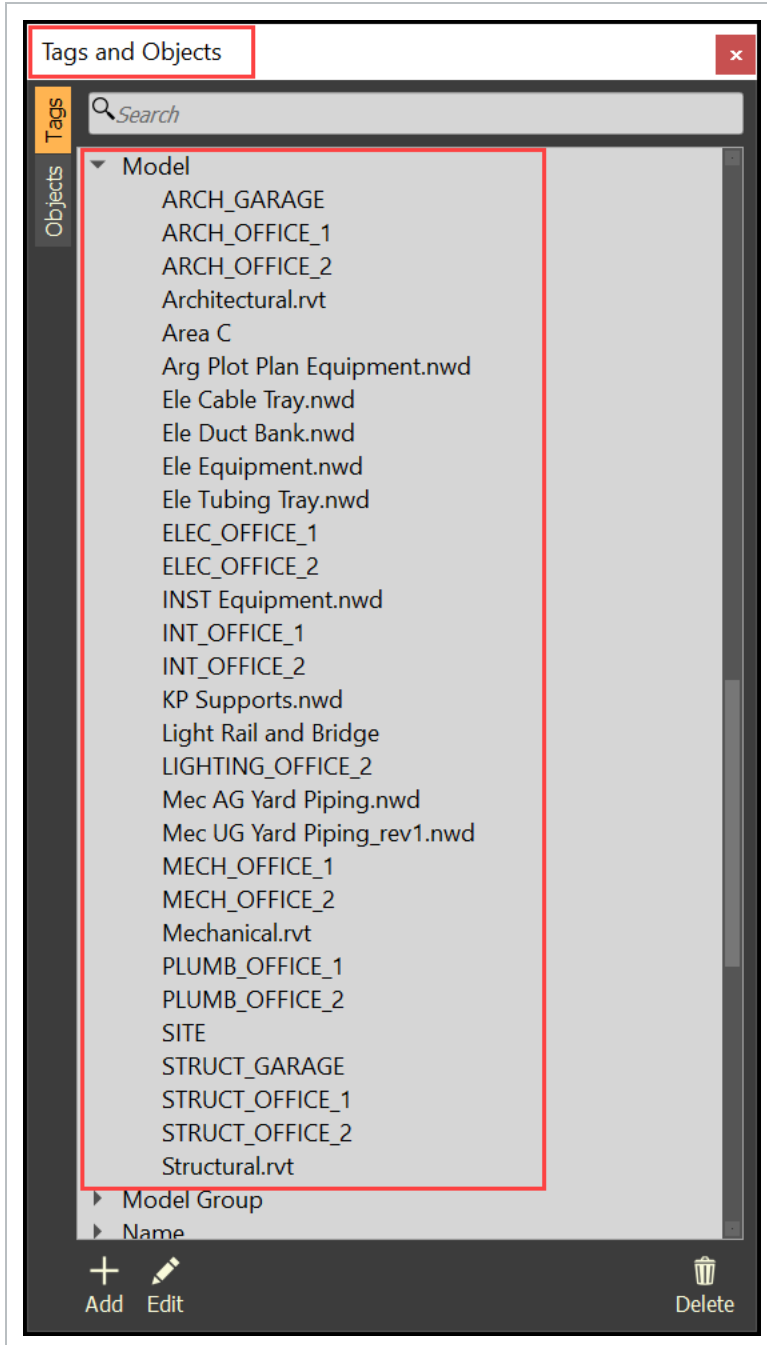 Tags and Objects
x
Tags
Objects
Search
Model
ARCH_GARAGE
ARCH_OFFICE_1
ARCH_OFFICE_2
Architectural.rvt
Area C
Arg Plot Plan Equipment.nwd
Ele Cable Tray.nwd
Ele Duct Bank.nwd
Ele Equipment.nwd
Ele Tubing Tray.nwd
ELEC_OFFICE_1
ELEC_OFFICE_2
INST Equipment.nwd
INT_OFFICE_1
INT_OFFICE_2
KP Supports.nwd
Light Rail and Bridge
LIGHTING_OFFICE_2
Mec AG Yard Piping.nwd
Mec UG Yard Piping_rev1.nwd
MECH_OFFICE_1
MECH_OFFICE_2
Mechanical.rvt
PLUMB_OFFICE_1
PLUMB_OFFICE_2
SITE
STRUCT_GARAGE
STRUCT_OFFICE_1
STRUCT_OFFICE_2
Structural.rvt
Model Group
Name
Add Edit Delete